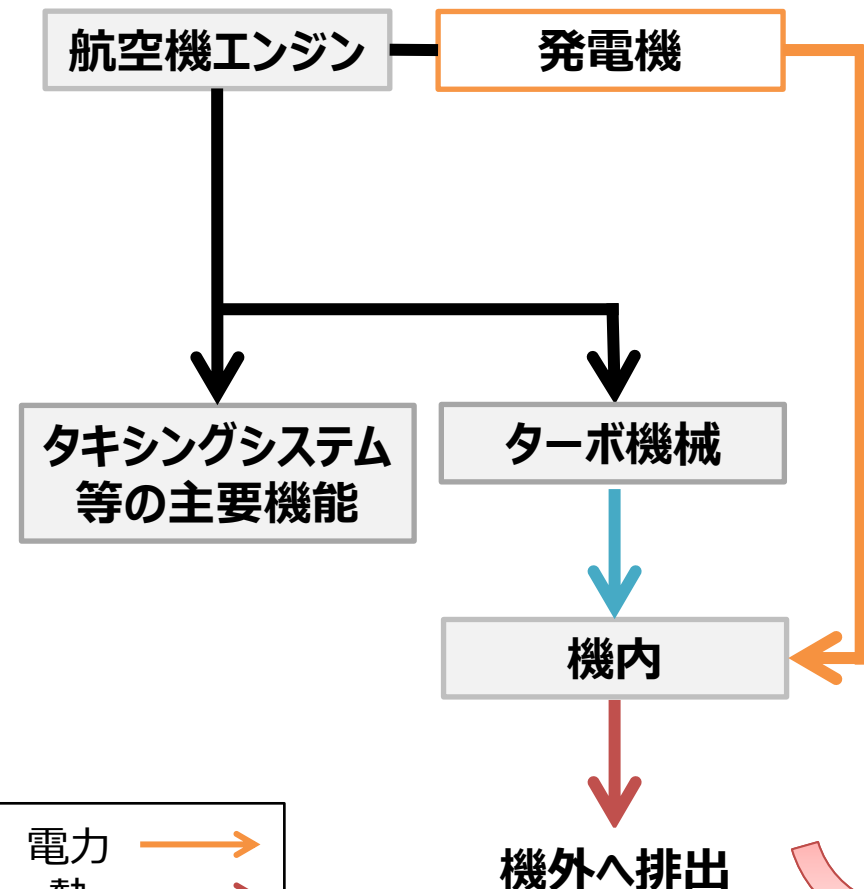 航空機エンジン
発電機
タキシングシステム
等の主要機能
ターボ機械
機内
機外へ排出
電力
熱